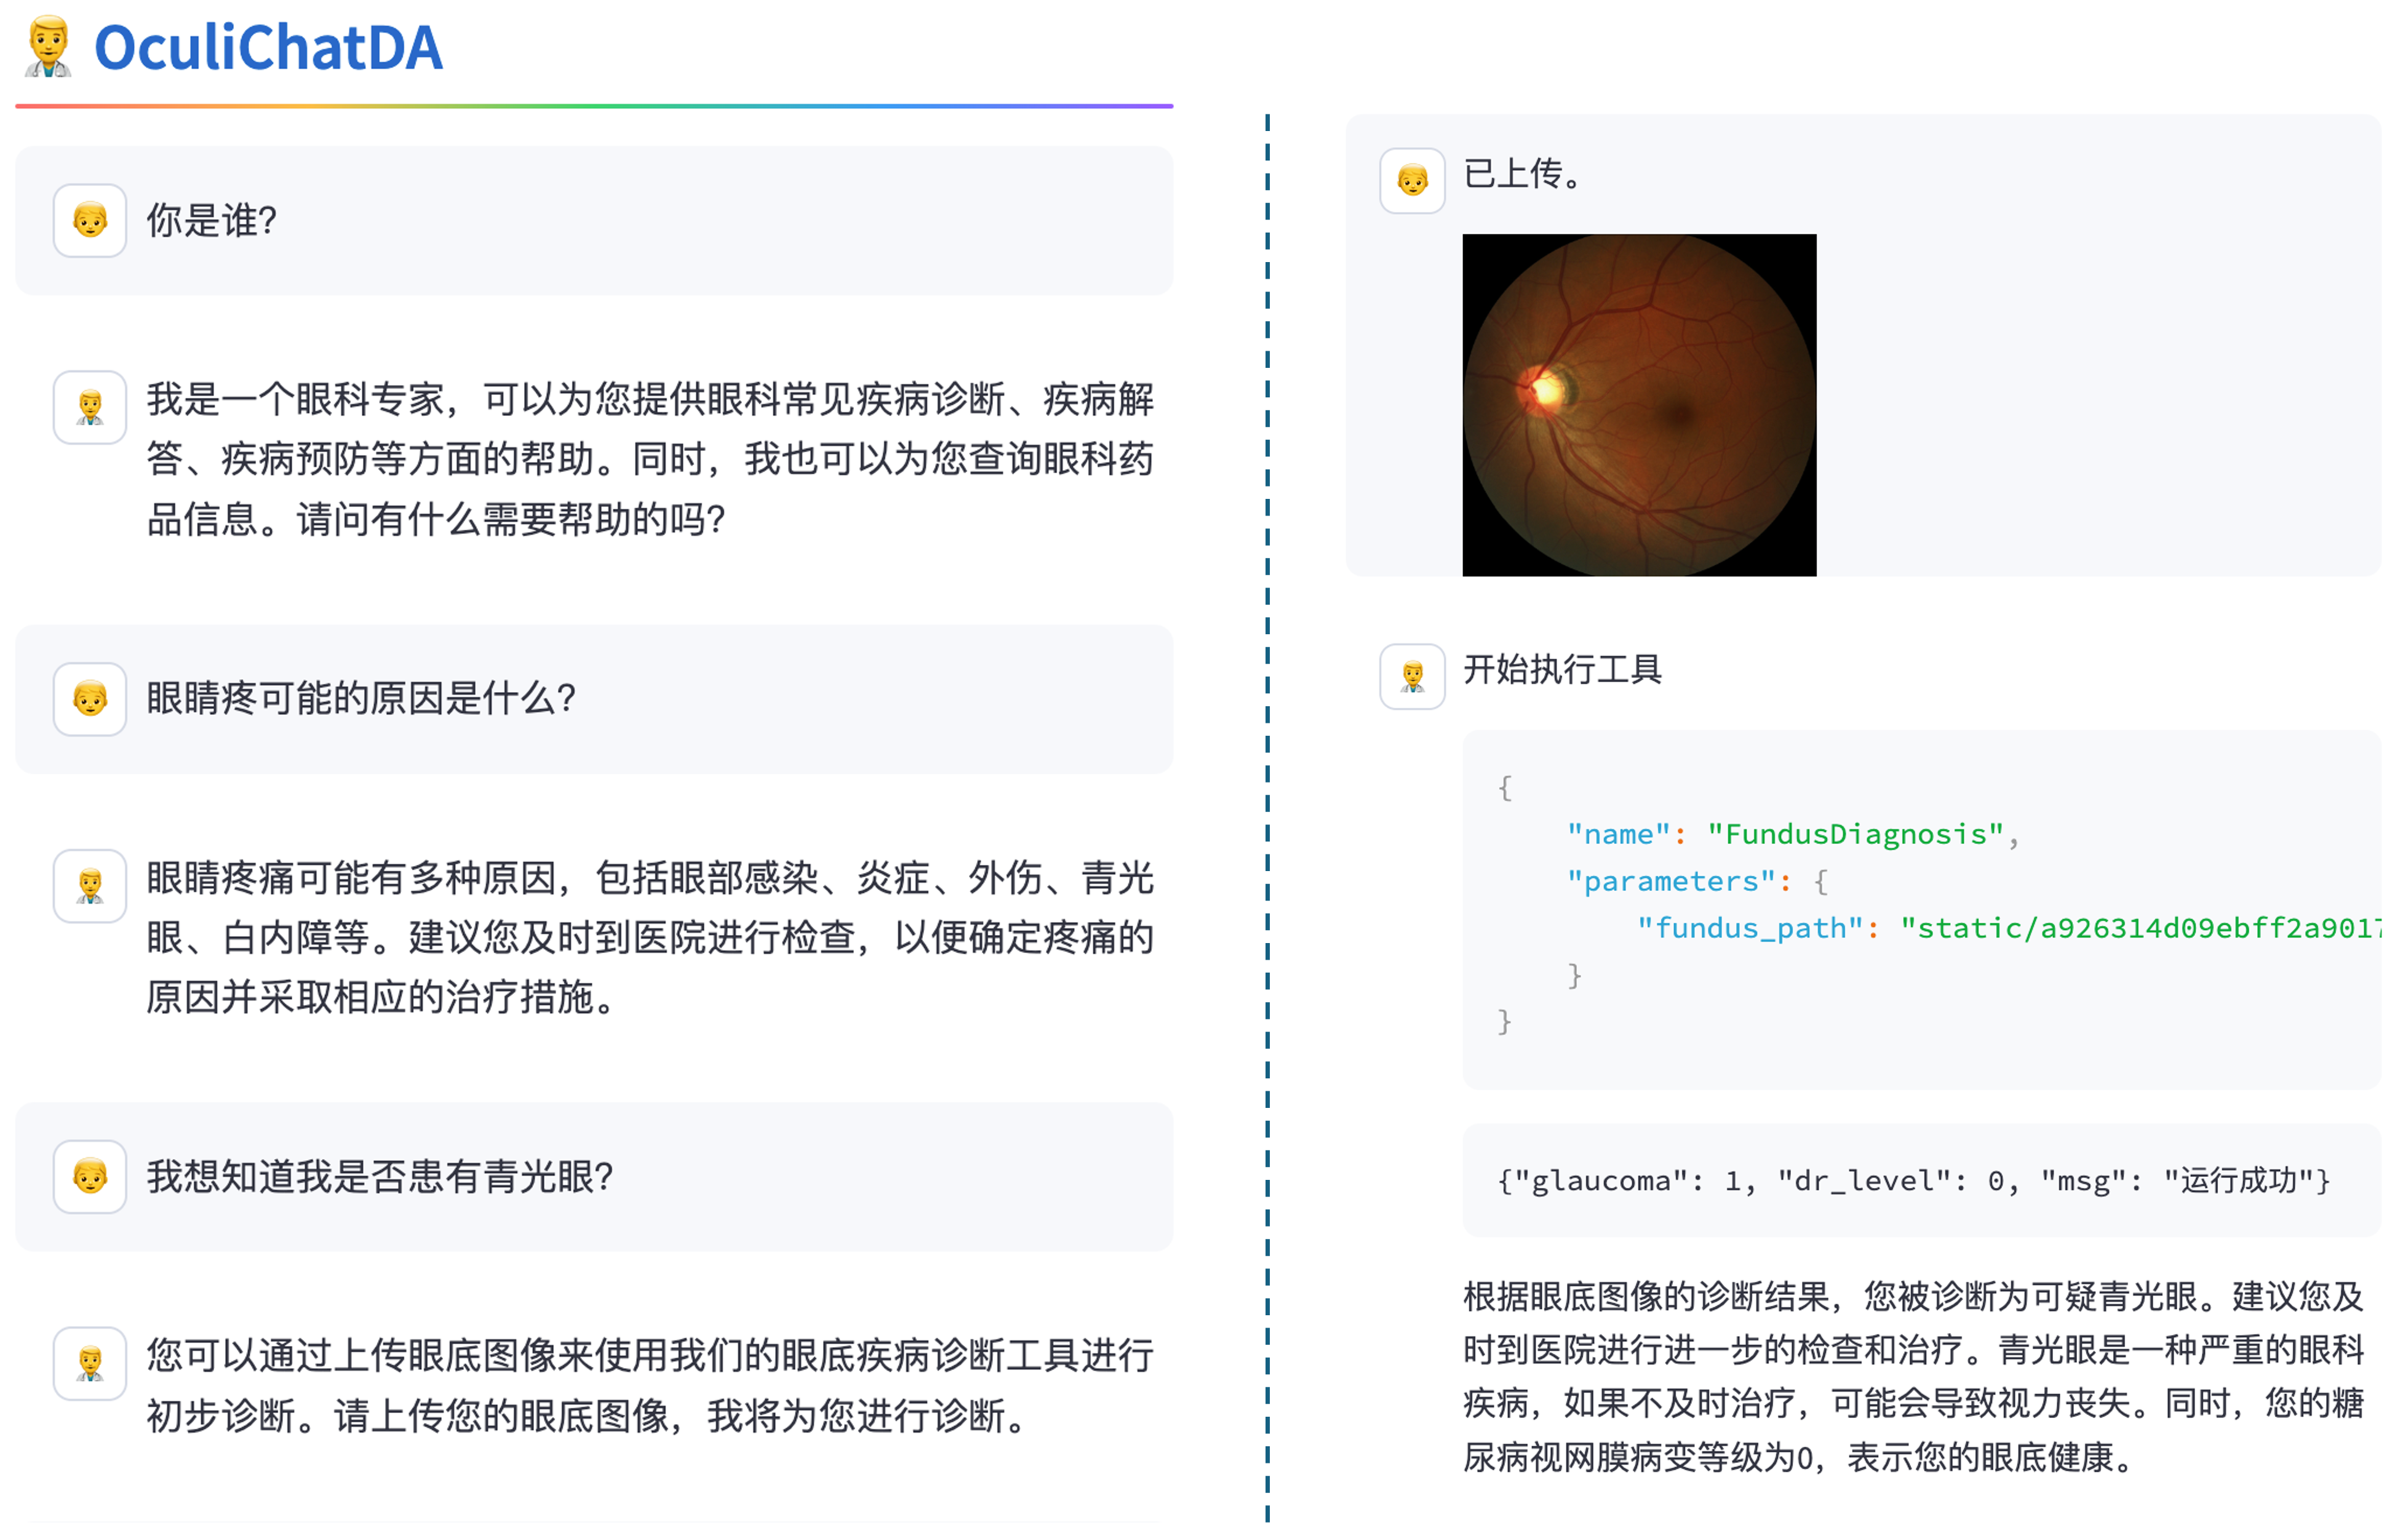 OculiChatDA
你是谁?
我是一个眼科专家，可以为您提供眼科常见疾病诊断、疾病解
答、疾病预防等方面的帮助。同时，我也可以为您查询眼科药
品信息。请问有什么需要帮助的吗?
眼睛疼可能的原因是什么?
眼睛疼痛可能有多种原因，包括眼部感染、炎症、外伤、青光
眼、白内障等。建议您及时到医院进行检查，以便确定疼痛的
原因并采取相应的治疗措施。
我想知道我是否患有青光眼?
您可以通过上传眼底图像来使用我们的眼底疾病诊断工具进行
初步诊断。请上传您的眼底图像，我将为您进行诊断。
已上传。
开始执行工具
{
"name": "FundusDiagnosis",
"parameters": {
"fundus_path": "static/a926314d09ebff2a9017
}
}
{"glaucoma": 1, "dr_level": 0, "msg": "运行成功"}
根据眼底图像的诊断结果，您被诊断为可疑青光眼。建议您及
时到医院进行进一步的检查和治疗。青光眼是一种严重的眼科
疾病，如果不及时治疗，可能会导致视力丧失。同时，您的糖
尿病视网膜病变等级为0，表示您的眼底健康。